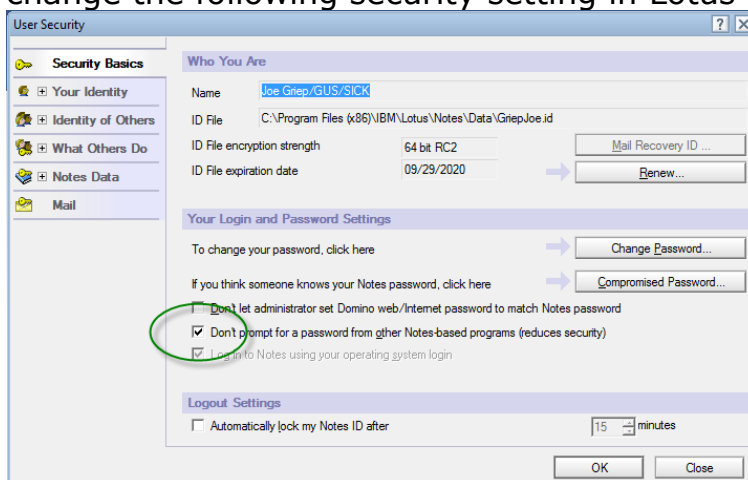 change the following security setting in Lotus
User Security
Security Basics
Your Identity
Identity of Others
What Others Do
Notes Data
Mail
Who You Are
Name Joe Griep/GUS/SICK
ID File C:\Program Files (x86)\IBM\Lotus\Notes\Data\GriepJoe.id
ID File encryption strength 64 bit RC2 Mail Recovery ID ...
ID File expiration date 09/29/2020 Renew...
Your Login and Password Settings
To change your password, click here Change Password...
If you think someone knows your Notes password, click here Compromised Password...
Don't let administrator set Domino web/Internet password to match Notes password
Don't prompt for a password from other Notes-based programs (reduces security)
Log in to Notes using your operating system login
Logout Settings
Automatically lock my Notes ID after 15 minutes
OK Close